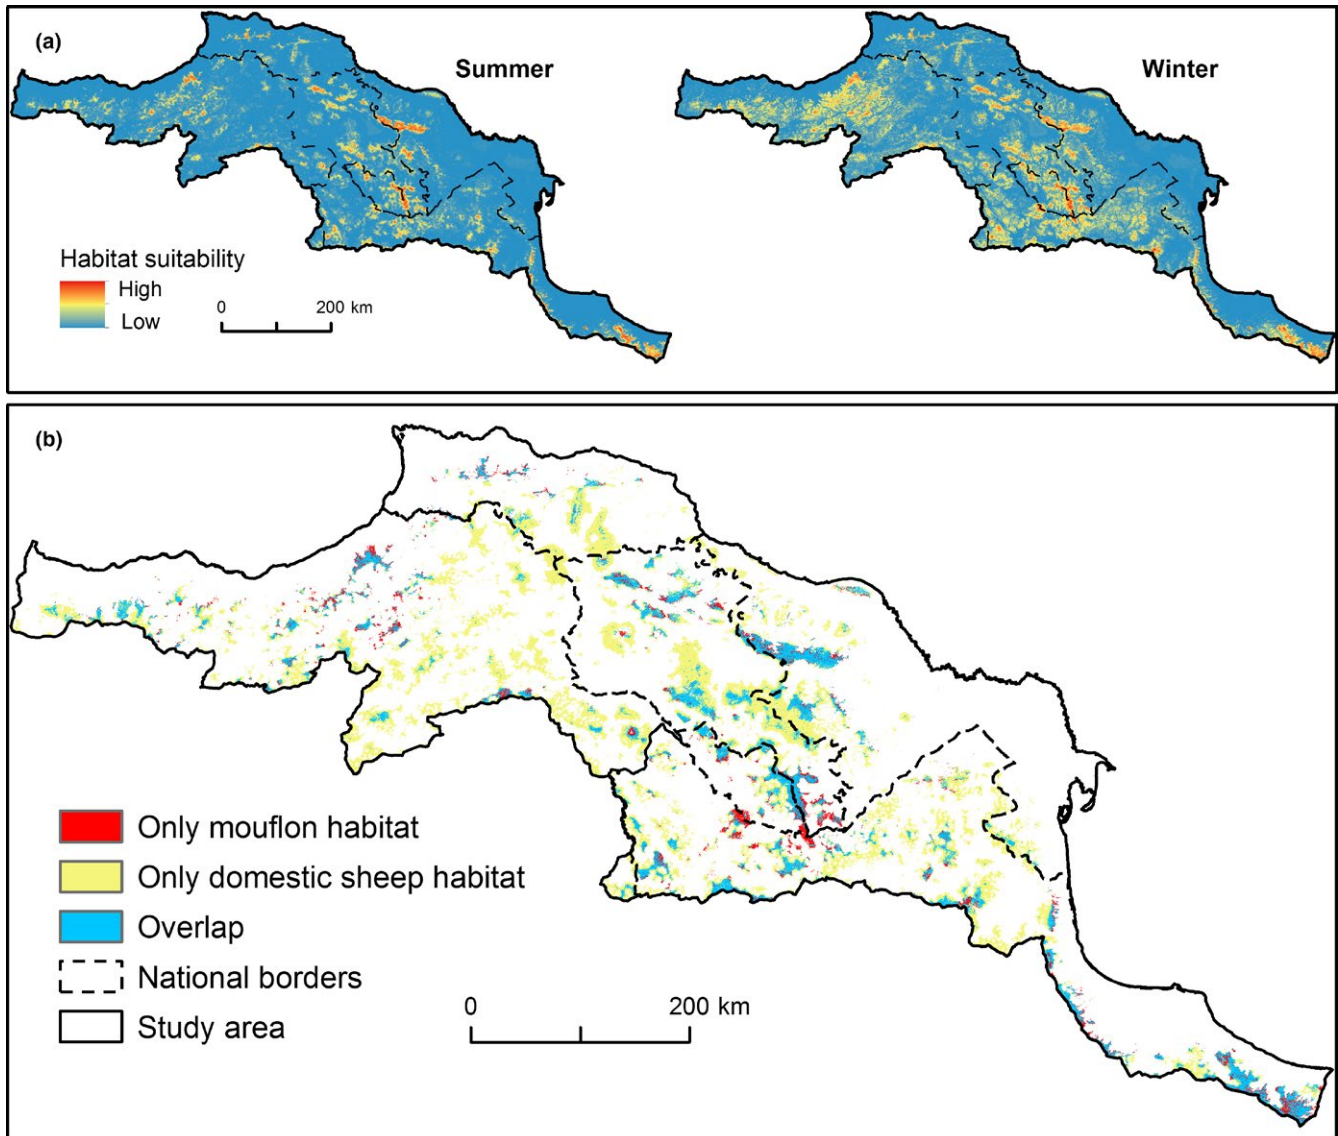 (a)
Summer
Winter
Habitat suitability
High
Low
0 200 km
(b)
Only mouflon habitat
Only domestic sheep habitat
Overlap
National borders
Study area
0 200 km